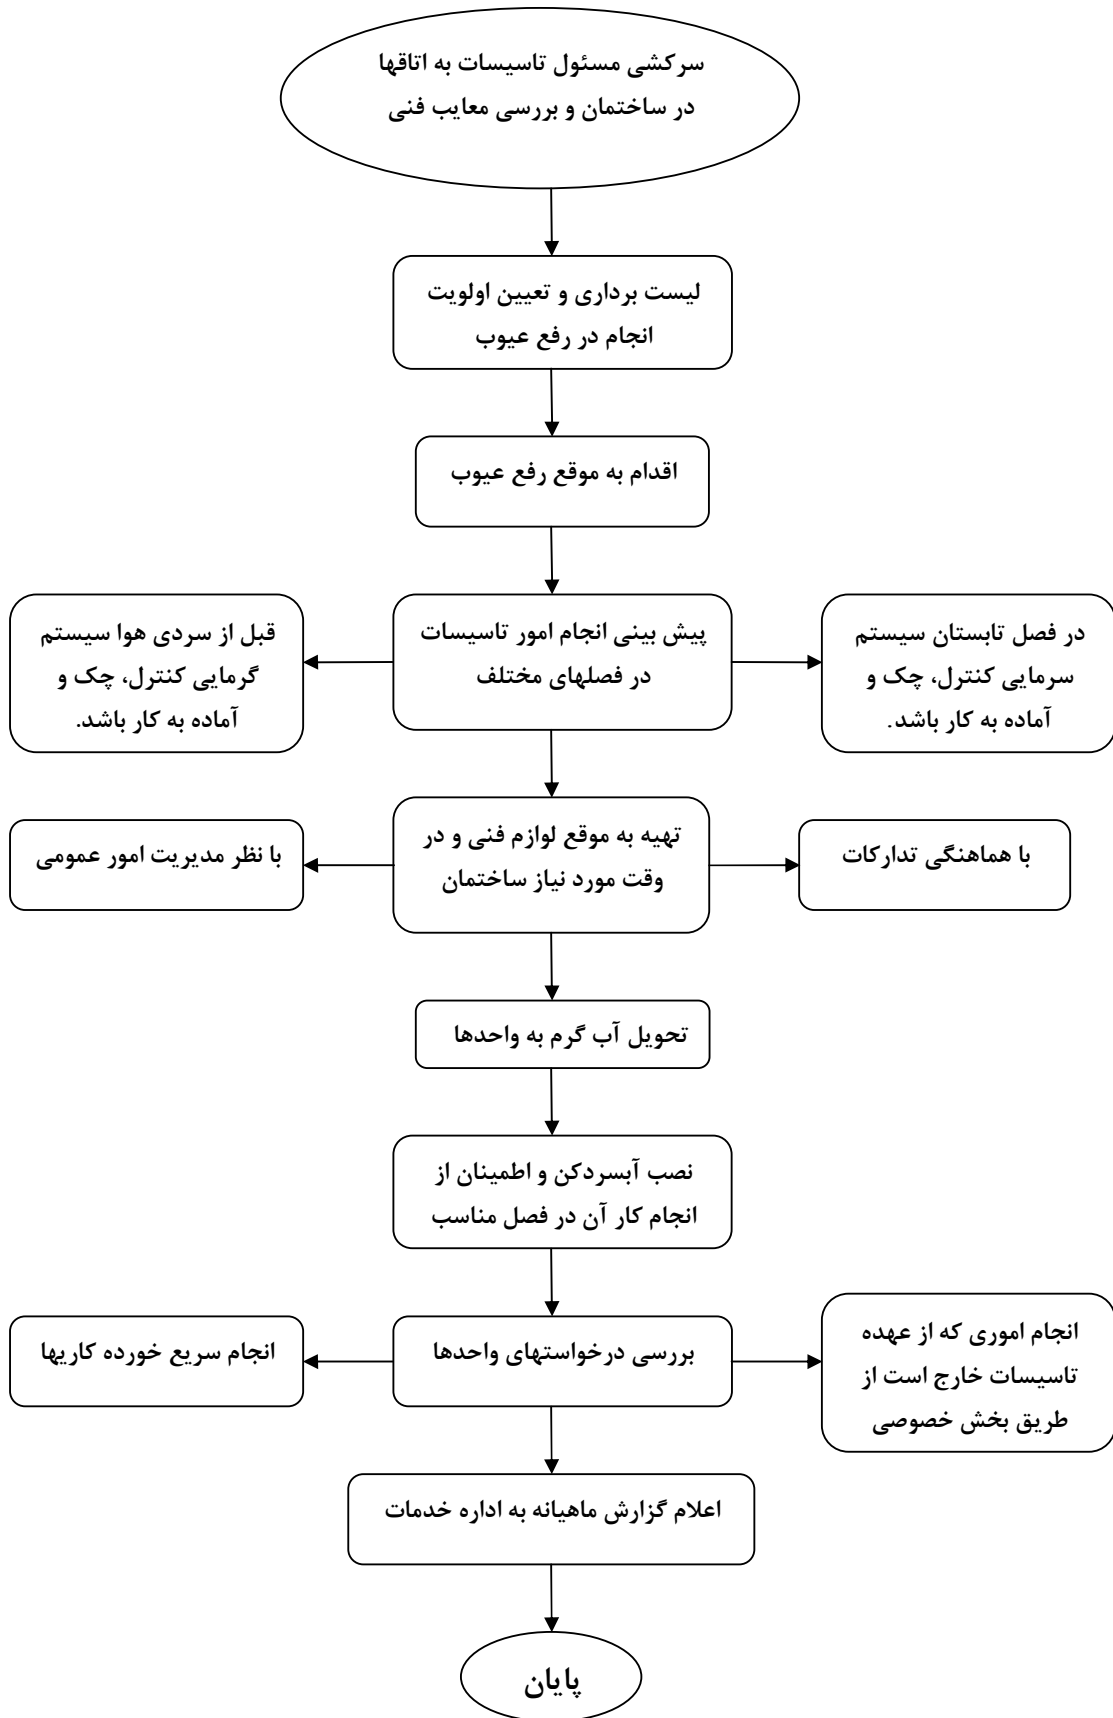 سرکشی مسئول تاسیسات به اتاقها
در ساختمان و بررسی معایب فنی
لیست برداری و تعیین اولویت
انجام در رفع عیوب
اقدام به موقع رفع عیوب
در فصل تابستان سیستم
سرمایی کنترل، چک و
آماده به کار باشد.
پیش بینی انجام امور تاسیسات
در فصلهای مختلف
قبل از سردی هوا سیستم
گرمایی کنترل، چک و
آماده به کار باشد.
با هماهنگی تدارکات
تهیه به موقع لوازم فنی و در
وقت مورد نیاز ساختمان
با نظر مدیریت امور عمومی
تحویل آب گرم به واحدها
نصب آبسردکن و اطمینان از
انجام کار آن در فصل مناسب
انجام اموری که از عهده
تاسیسات خارج است از
طریق بخش خصوصی
بررسی درخواستهای واحدها
انجام سریع خورده کاریها
اعلام گزارش ماهیانه به اداره خدمات
پایان